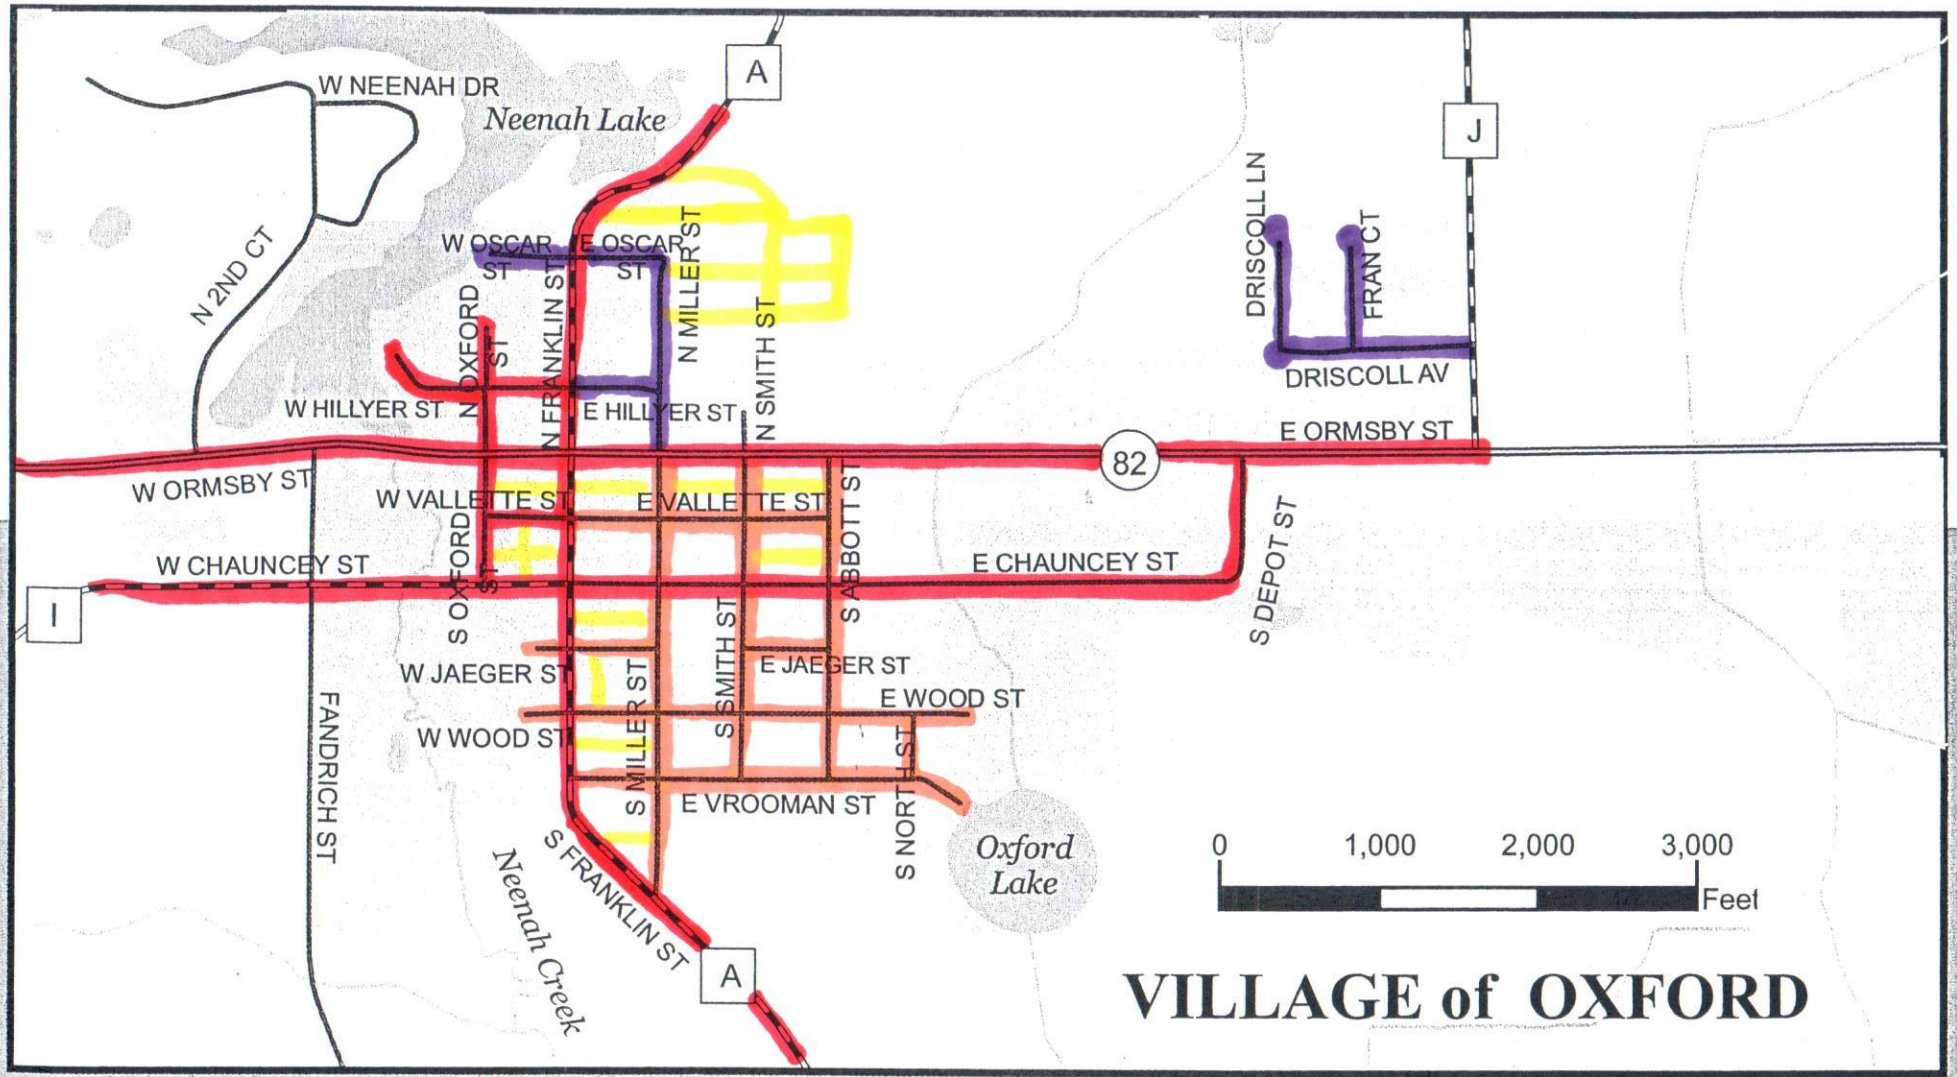 A
W NEENAH DR
Neenah Lake
J
DRISCOLL LN
FRAN CT
N 2ND CT
W OSCAR
ST
E OSCAR
ST
N MILLER ST
N OXFORD
ST
N FRANKLIN ST
N SMITH ST
DRISCOLL AV
W HILLYER ST
E HILLYER ST
E ORMSBY ST
82
W ORMSBY ST
W VALLETTE ST
E VALLETTE ST
S ABBOTT ST
S DEPOT ST
W CHAUNCEY ST
S OXFORD
ST
E CHAUNCEY ST
I
W JAEGER ST
E JAEGER ST
S SMITH ST
S MILLER ST
E WOOD ST
W WOOD ST
FANDRICH ST
S NORTH ST
E VROOMAN ST
S FRANKLIN ST
Neenah Creek
Oxford
Lake
0 1,000 2,000 3,000
Feet
A
VILLAGE of OXFORD